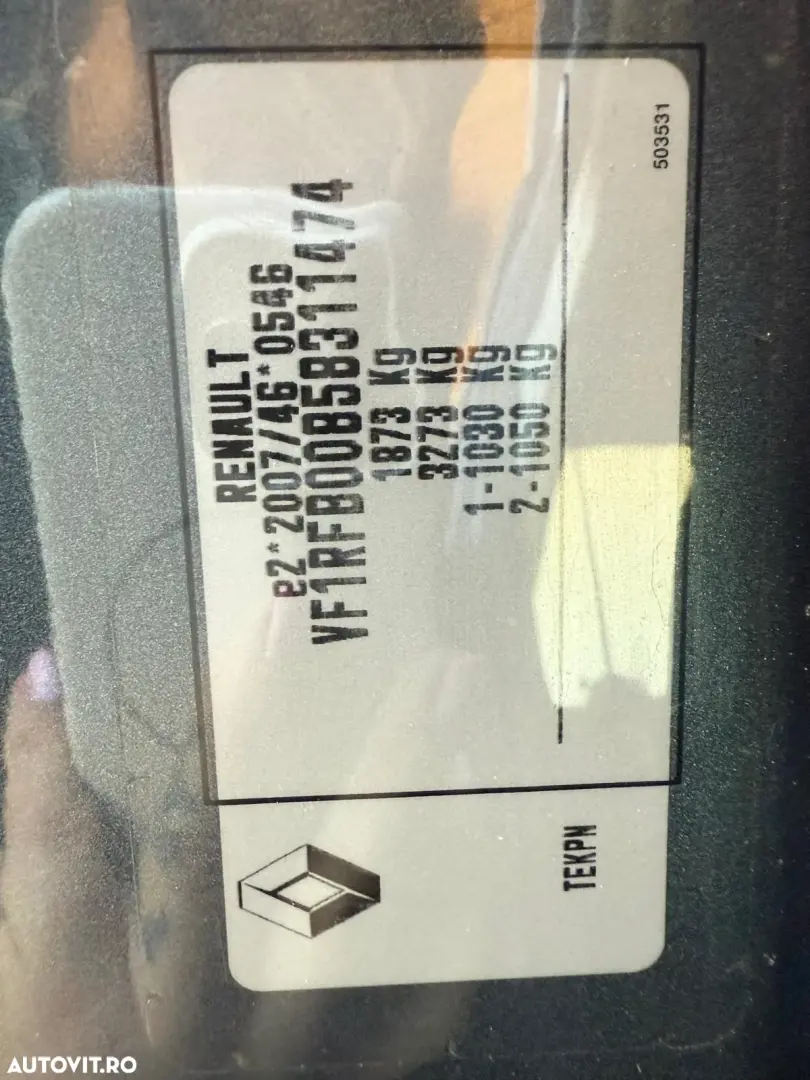 RENAULT
e2*2007/46*0546
VF1RFB00B5B311474
1873 Kg
3273 Kg
1-1030 Kg
2-1050 Kg
503531
TEKPN
AUTOVIT.RO